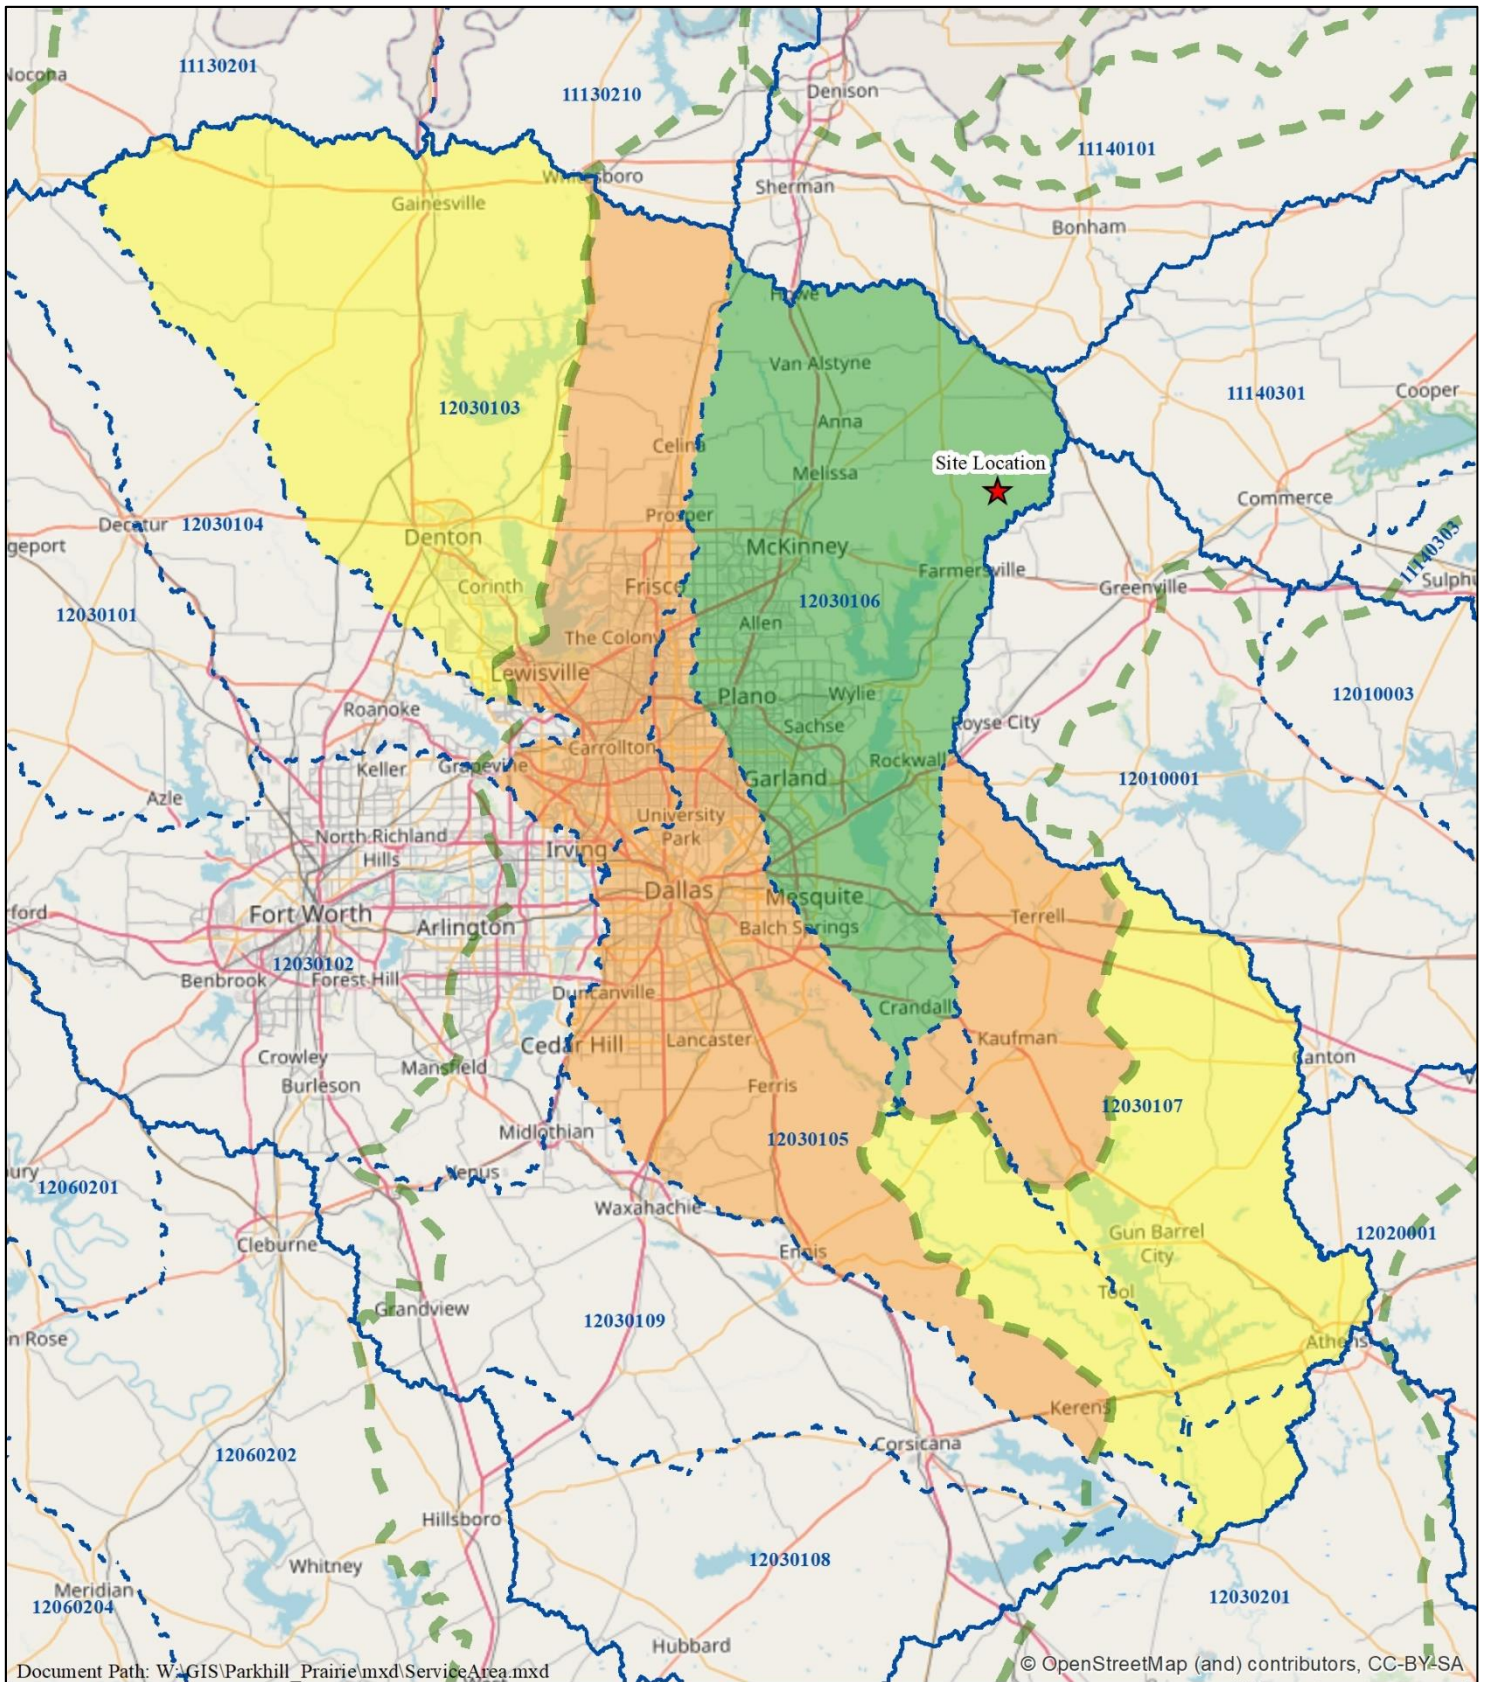 Nocona
11130201
11130210
Denison
11140101
Whitesboro
Sherman
Gainesville
Bonham
Howe
Van Alstyne
11140301
Cooper
12030103
Anna
Celina
Site Location
Melissa
Commerce
Prosper
Decatur
12030104
Denton
McKinney
geport
11140303
Farmersville
Corinth
Frisco
Greenville
Sulphu
12030101
12030106
Allen
The Colony
Lewisville
Plano
Wylie
12010003
Roanoke
Sachse
Royse City
Carrollton
Rockwall
Keller
Grapevine
Garland
12010001
Azle
University
Park
North Richland
Hills
Irving
Dallas
Mesquite
ford
Fort Worth
Arlington
Balch Springs
Terrell
12030102
Benbrook
Forest Hill
Duncanville
Crandall
Cedar Hill
Lancaster
Kaufman
Crowley
Mansfield
Canton
Burleson
Ferris
12030107
Midlothian
12030105
ury
Venus
12060201
Waxahachie
Gun Barrel
City
12020001
Cleburne
Ennis
Tool
Grandview
12030109
n Rose
Athens
Kerens
12060202
Corsicana
Hillsboro
12030108
Whitney
Meridian
12060204
12030201
Hubbard
Document Path: W:\GIS\Parkhill_Prairie\mxd\ServiceArea.mxd
© OpenStreetMap (and) contributors, CC-BY-SA